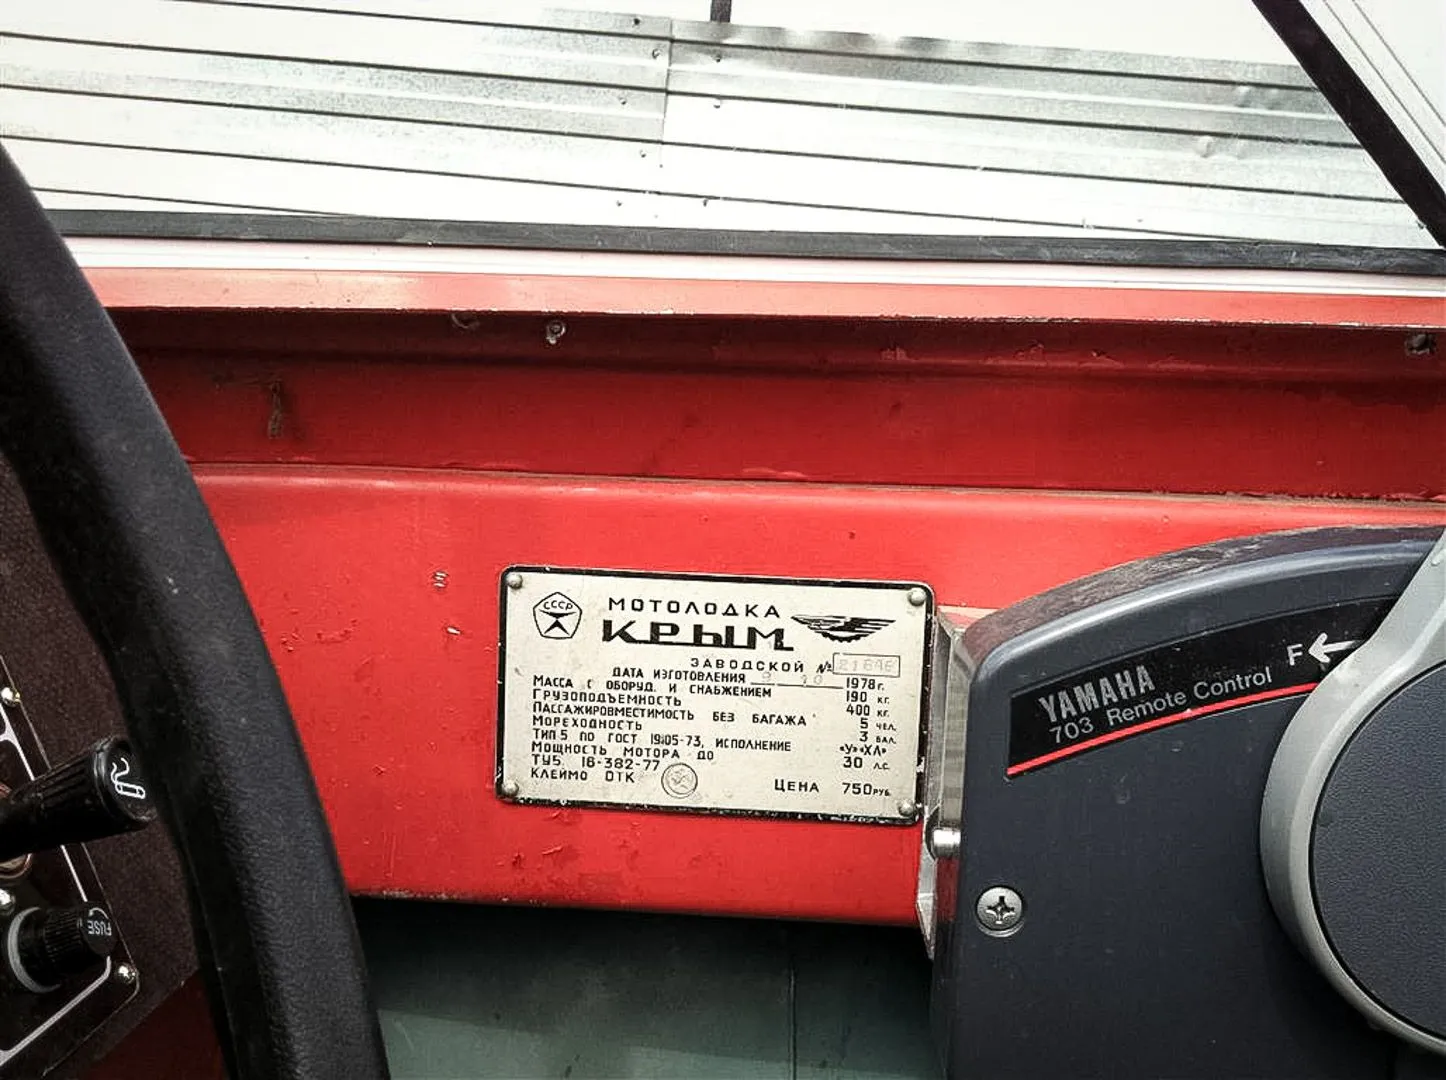 СССР
МОТОЛОДКА
КРЫМ
ЗАВОДСКОЙ № 21646
ДАТА ИЗГОТОВЛЕНИЯ 1978 г.
МАССА С ОБОРУД. И СНАБЖЕНИЕМ 190 кг.
ГРУЗОПОДЪЕМНОСТЬ 400 кг.
ПАССАЖИРОВМЕСТИМОСТЬ БЕЗ БАГАЖА 5 ЧЕЛ.
МОРЕХОДНОСТЬ 3 БАЛ.
ТИП 5 ПО ГОСТ 19105-73, ИСПОЛНЕНИЕ «У»«ХЛ»
МОЩНОСТЬ МОТОРА ДО 30 Л.С.
ТУ5. 16-382-77
КЛЕЙМО ОТК ЦЕНА 750 РУБ.
YAMAHA
703 Remote Control
F
FUSE